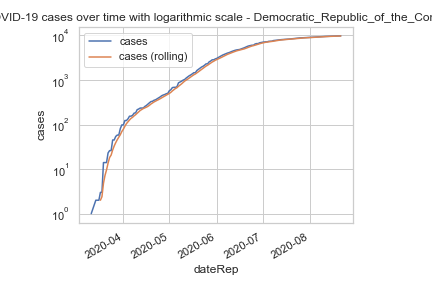 VID-19 cases over time with logarithmic scale - Democratic_Republic_of_the_Con
cases
cases (rolling)
10⁴
10³
10²
10¹
10⁰
cases
2020-04
2020-05
2020-06
2020-07
2020-08
dateRep